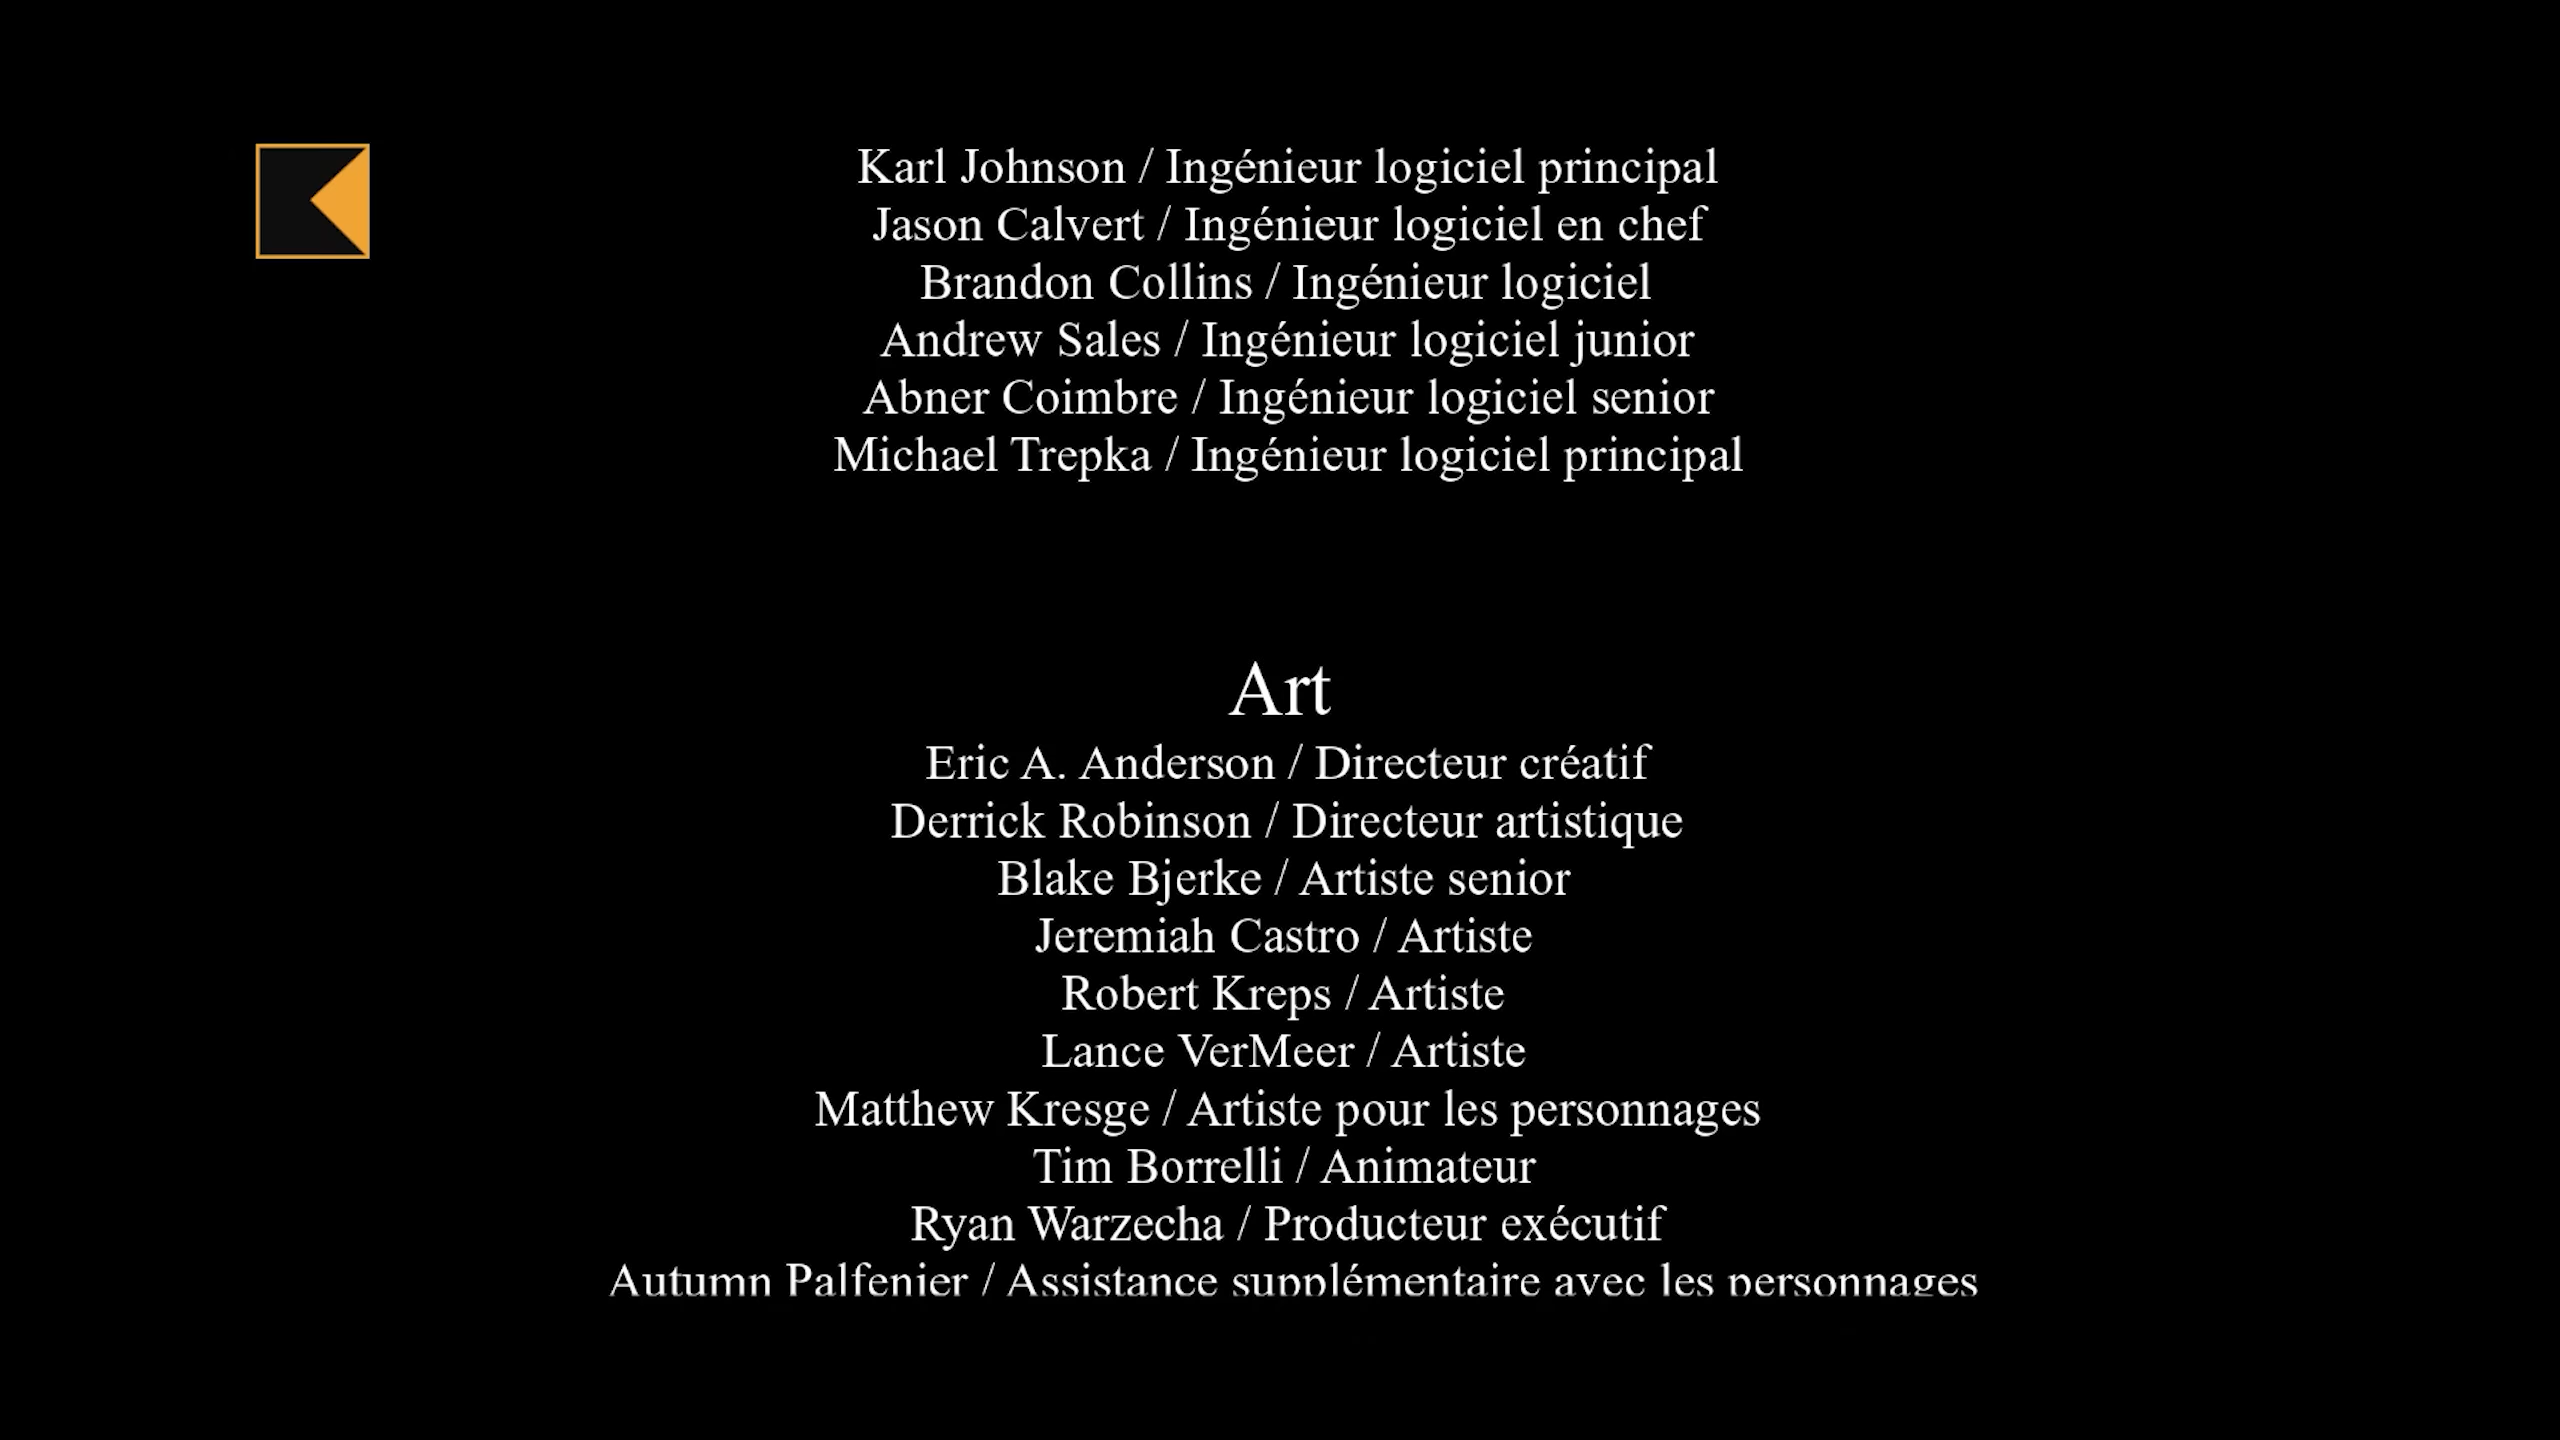 Karl Johnson / Ingénieur logiciel principal
Jason Calvert / Ingénieur logiciel en chef
Brandon Collins / Ingénieur logiciel
Andrew Sales / Ingénieur logiciel junior
Abner Coimbre / Ingénieur logiciel senior
Michael Trepka / Ingénieur logiciel principal
Art
Eric A. Anderson / Directeur créatif
Derrick Robinson / Directeur artistique
Blake Bjerke / Artiste senior
Jeremiah Castro / Artiste
Robert Kreps / Artiste
Lance VerMeer / Artiste
Matthew Kresge / Artiste pour les personnages
Tim Borrelli / Animateur
Ryan Warzecha / Producteur exécutif
Autumn Palfenier / Assistance supplémentaire avec les personnages